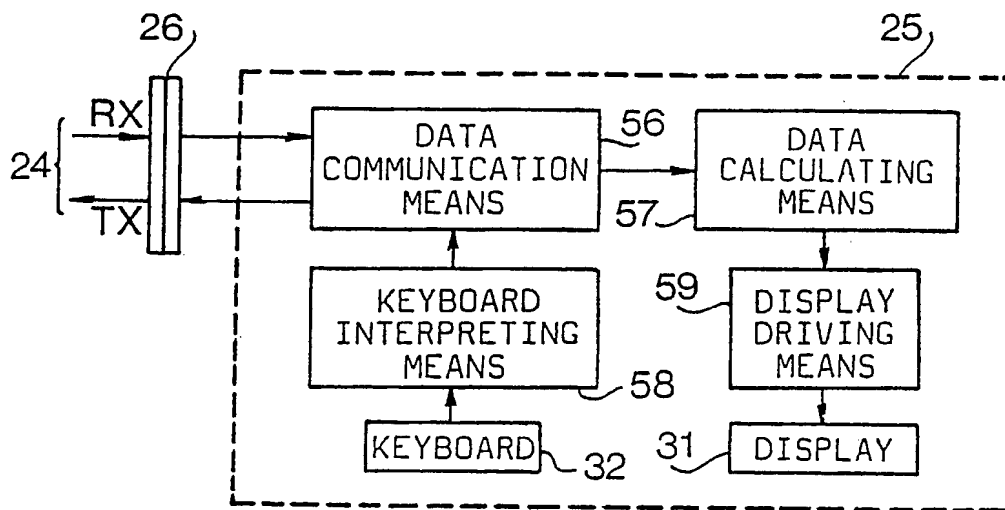 26
25
RX
24
TX
DATA
COMMUNICATION
MEANS
56
DATA
CALCULATING
MEANS
57
KEYBOARD
INTERPRETING
MEANS
58
59
DISPLAY
DRIVING
MEANS
KEYBOARD
32
31
DISPLAY